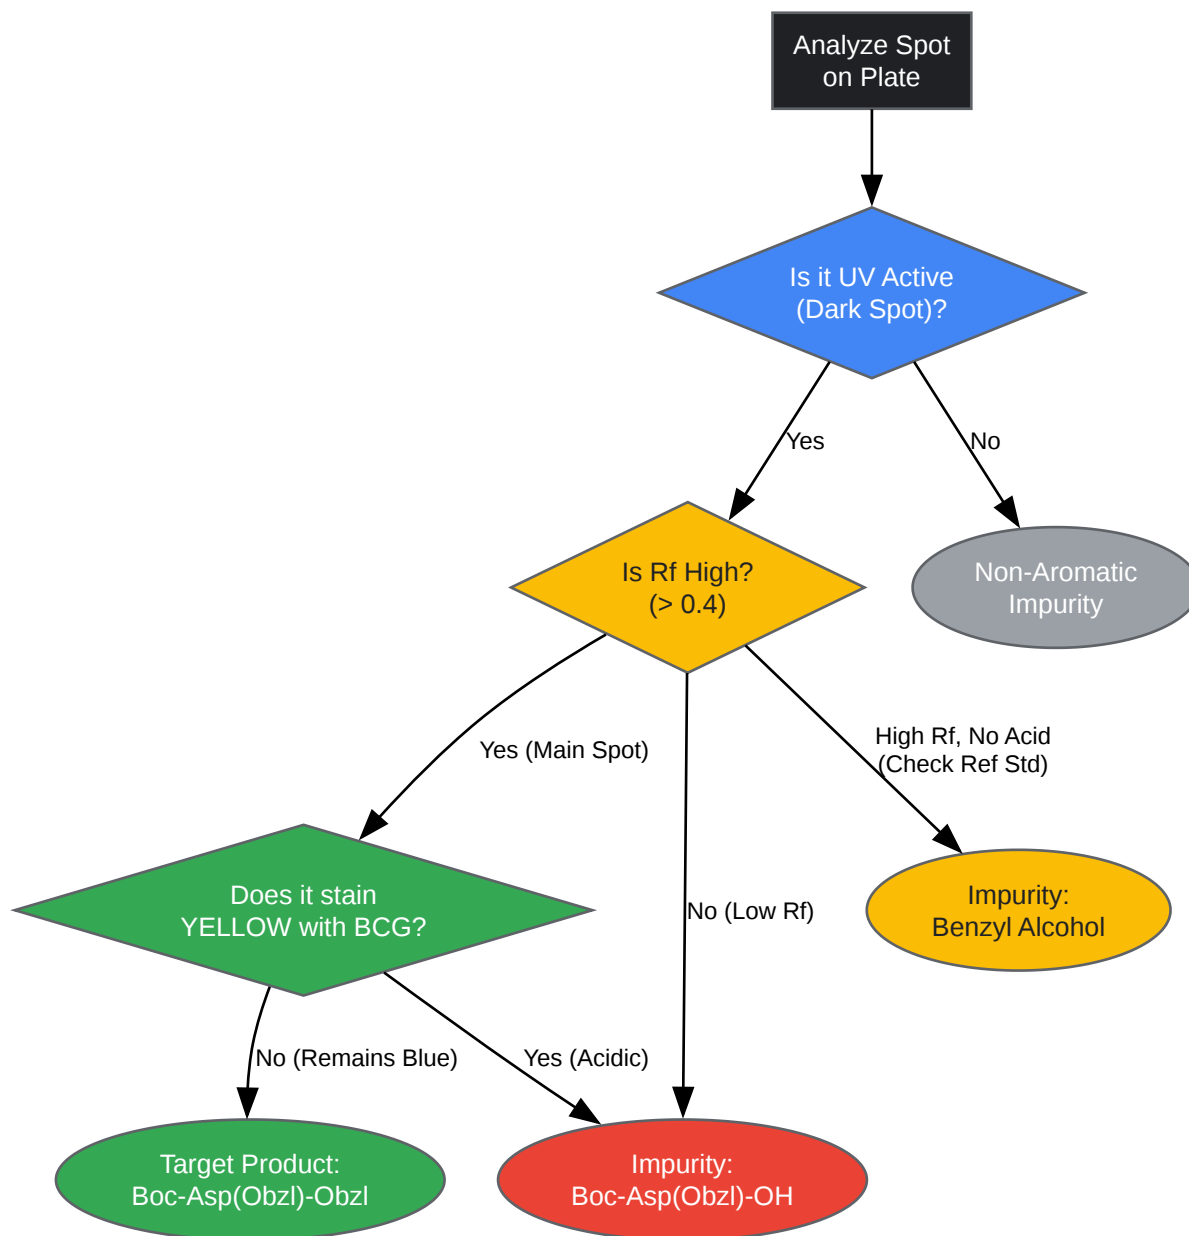 Analyze Spot
on Plate
Is it UV Active
(Dark Spot)?
Yes
No
Is Rf High?
(> 0.4)
Non-Aromatic
Impurity
Yes (Main Spot)
High Rf, No Acid
(Check Ref Std)
Does it stain
YELLOW with BCG?
No (Low Rf)
Impurity:
Benzyl Alcohol
No (Remains Blue)
Yes (Acidic)
Target Product:
Boc-Asp(Obzl)-Obzl
Impurity:
Boc-Asp(Obzl)-OH